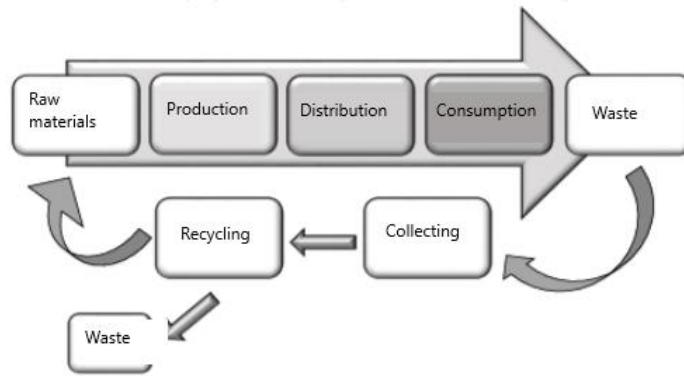 Raw
materials
Production
Distribution
Consumption
Waste
Recycling
Collecting
Waste